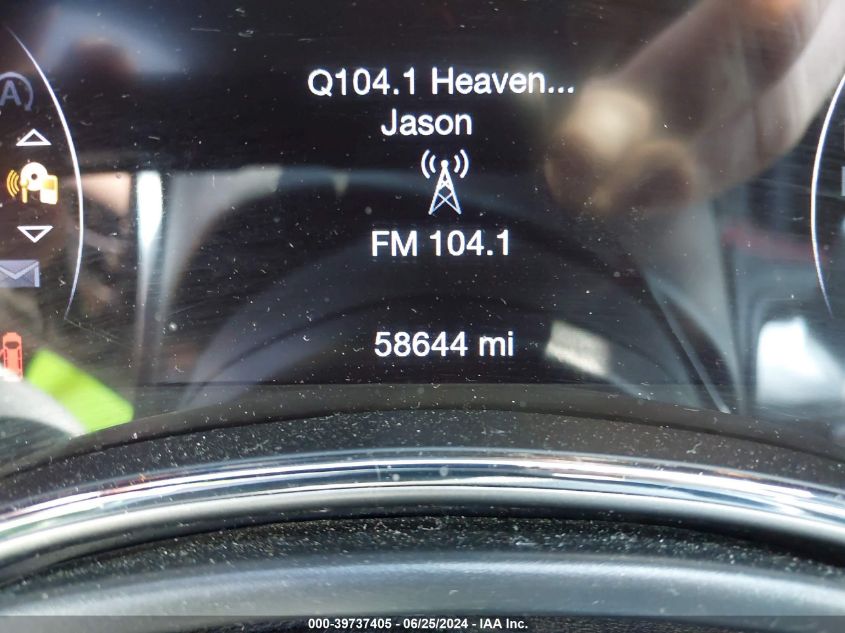 Q104.1 Heaven...
Jason
A
FM 104.1
58644 mi
000-39737405 - 06/25/2024 - IAA Inc.